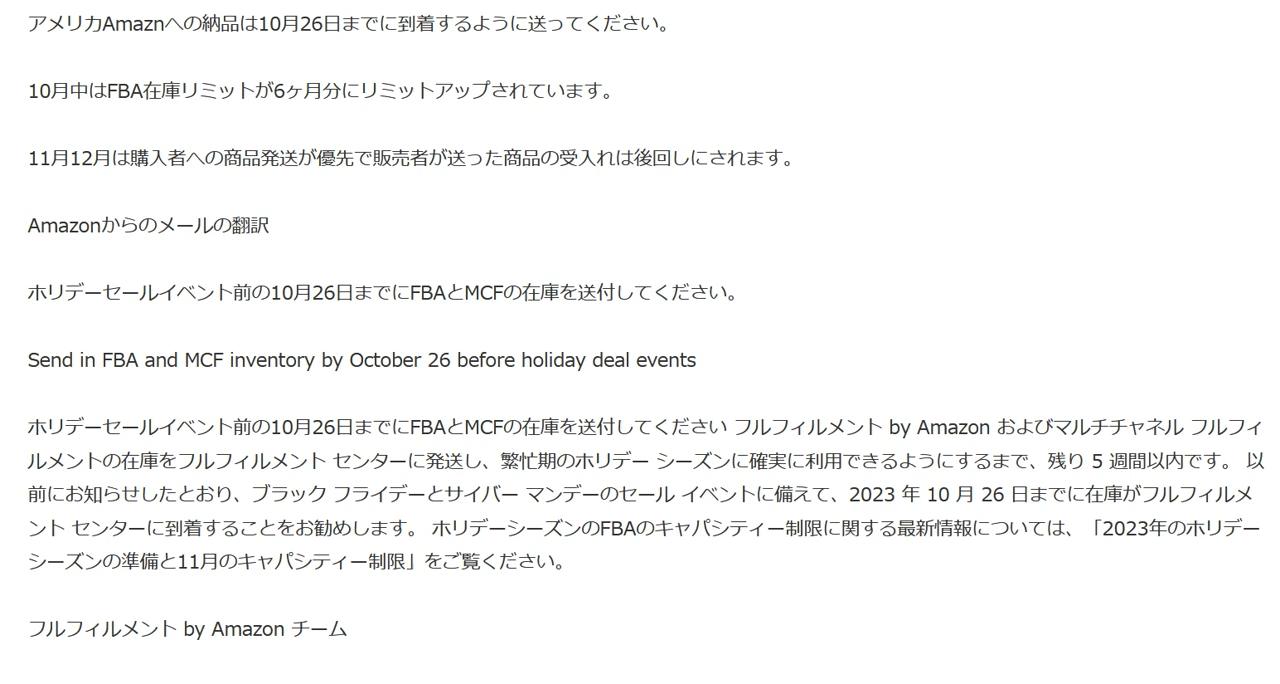 アメリカAmaznへの納品は10月26日までに到着するように送ってください。
10月中はFBA在庫リミットが6ヶ月分にリミットアップされています。
11月12月は購入者への商品発送が優先で販売者が送った商品の受入れは後回しにされます。
Amazonからのメールの翻訳
ホリデーセールイベント前の10月26日までにFBAとMCFの在庫を送付してください。
Send in FBA and MCF inventory by October 26 before holiday deal events
ホリデーセールイベント前の10月26日までにFBAとMCFの在庫を送付してください フルフィルメント by Amazon およびマルチチャネル フルフィ
ルメントの在庫をフルフィルメント センターに発送し、繁忙期のホリデー シーズンに確実に利用できるようにするまで、残り 5 週間以内です。 以
前にお知らせしたとおり、ブラック フライデーとサイバー マンデーのセール イベントに備えて、2023 年 10 月 26 日までに在庫がフルフィルメ
ント センターに到着することをお勧めします。 ホリデーシーズンのFBAのキャパシティー制限に関する最新情報については、「2023年のホリデー
シーズンの準備と11月のキャパシティー制限」をご覧ください。
フルフィルメント by Amazon チーム